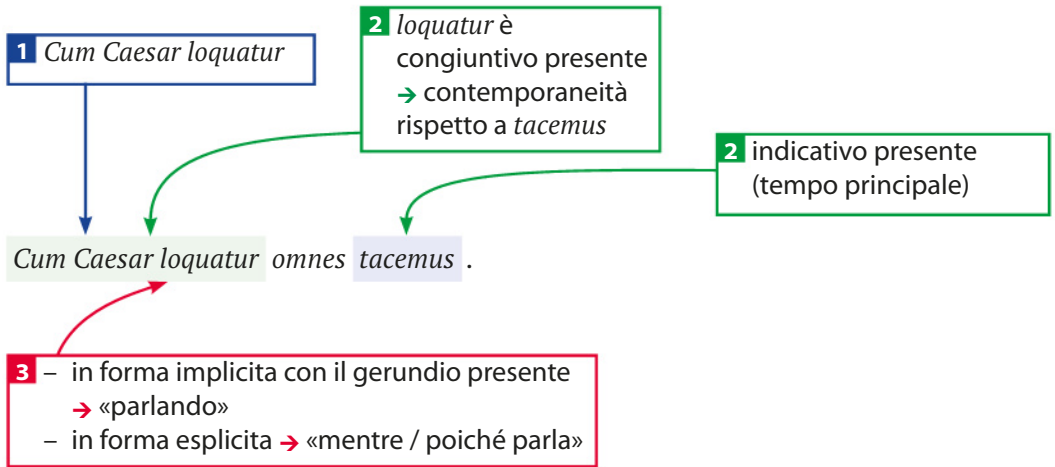 1 Cum Caesar loquatur
2 loquatur è
congiuntivo presente
→ contemporaneità
rispetto a tacemus
2 indicativo presente
(tempo principale)
Cum Caesar loquatur omnes tacemus .
3 – in forma implicita con il gerundio presente
→ «parlando»
– in forma esplicita → «mentre / poiché parla»